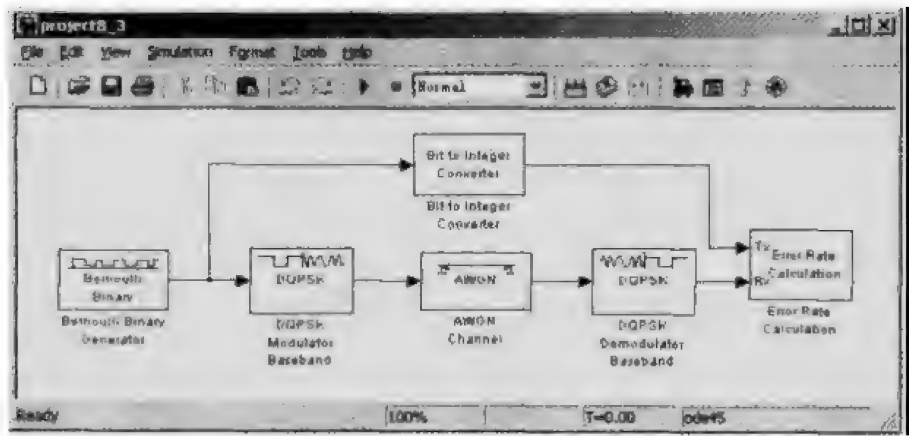 project8_3
File Edit View Simulation Format Tools Help
Normal
Bit to Integer
Converter
Bit to Integer
Converter
Bernoulli
Binary
Bernoulli Binary
Generator
DQPSK
DQPSK
Modulator
Baseband
AWGN
AWGN
Channel
DQPSK
DQPSK
Demodulator
Baseband
Tx
Rx
Error Rate
Calculation
Error Rate
Calculation
Ready 100% T=0.00 ode45